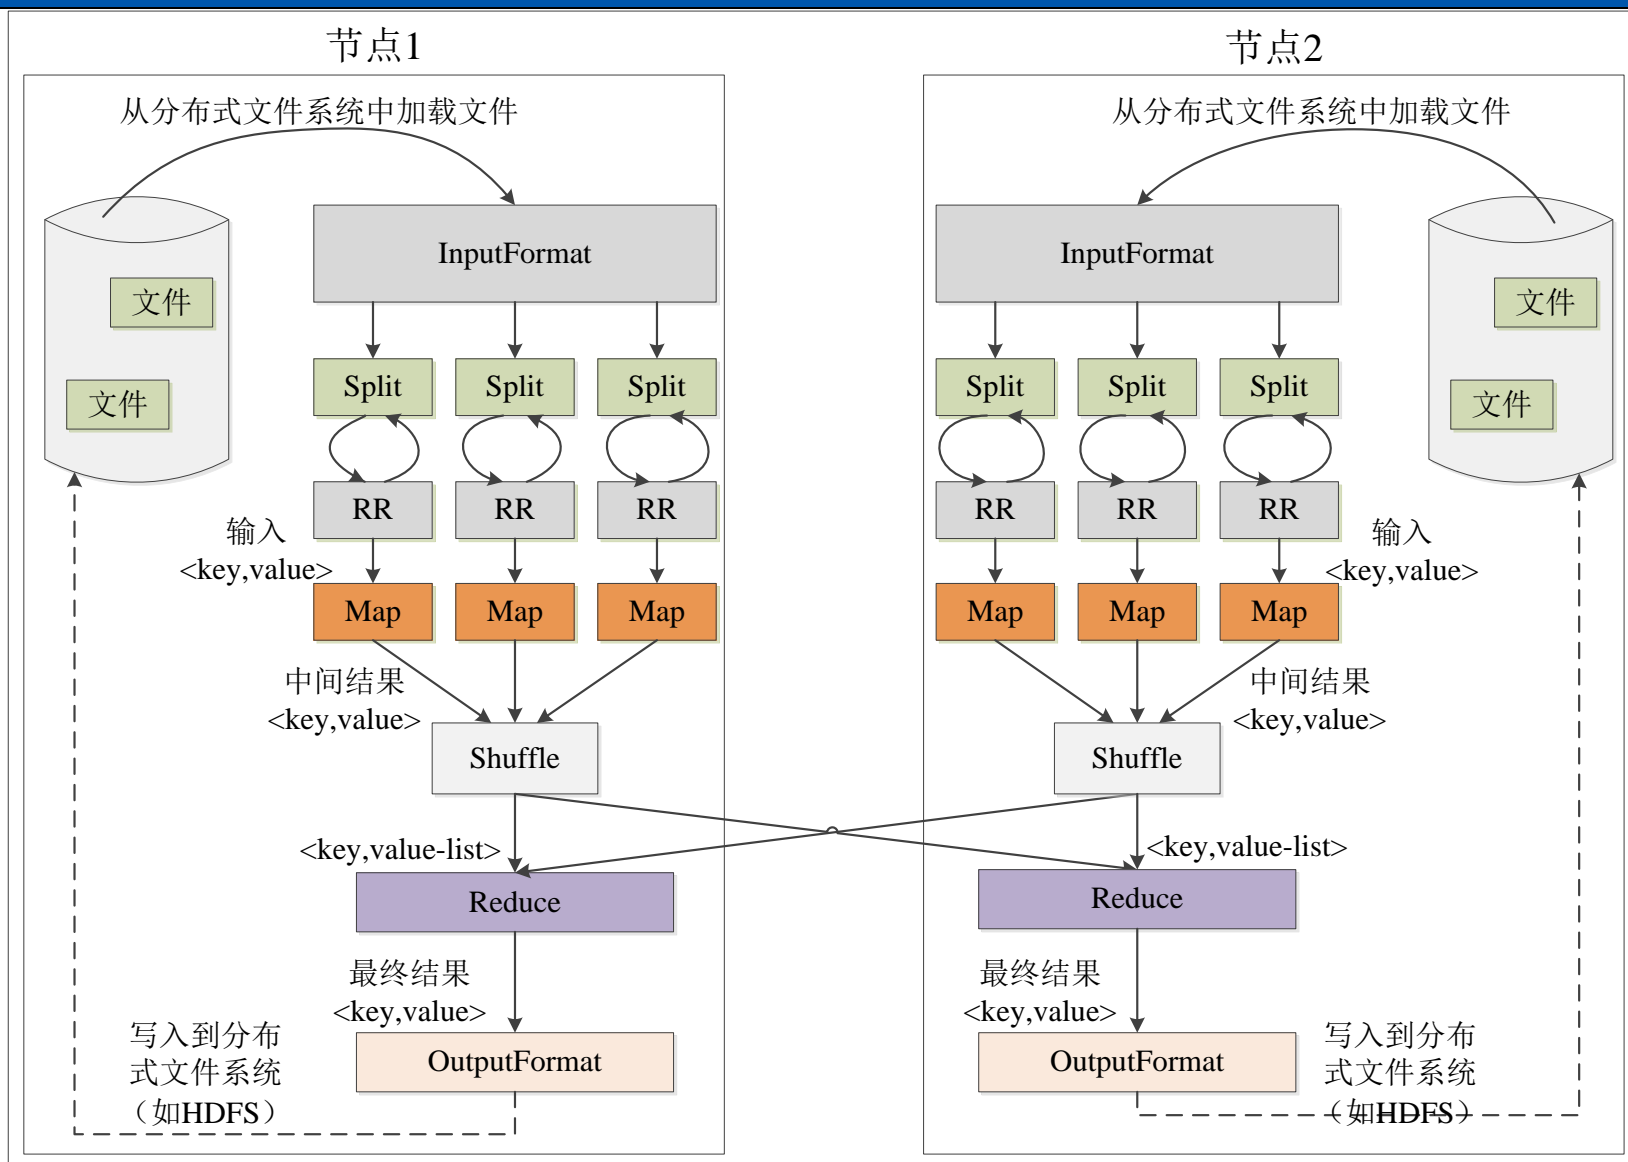 节点1
从分布式文件系统中加载文件
InputFormat
文件
文件
Split
Split
Split
RR
RR
RR
输入
<key,value>
Map
Map
Map
中间结果
<key,value>
Shuffle
<key,value-list>
Reduce
最终结果
<key,value>
OutputFormat
写入到分布
式文件系统
（如HDFS）
节点2
从分布式文件系统中加载文件
InputFormat
文件
文件
Split
Split
Split
RR
RR
RR
输入
<key,value>
Map
Map
Map
中间结果
<key,value>
Shuffle
<key,value-list>
Reduce
最终结果
<key,value>
OutputFormat
写入到分布
式文件系统
（如HDFS）